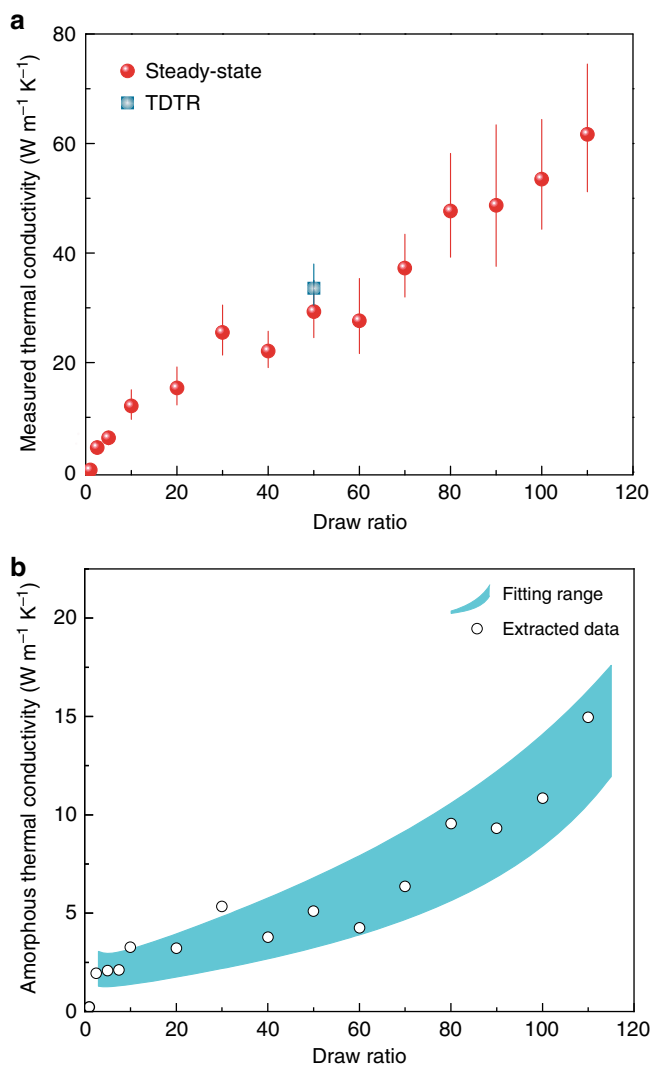 a
80
60
40
20
0
Measured thermal conductivity (W m⁻¹ K⁻¹)
Steady-state
TDTR
0 20 40 60 80 100 120
Draw ratio
b
20
15
10
5
0
Amorphous thermal conductivity (W m⁻¹ K⁻¹)
Fitting range
Extracted data
0 20 40 60 80 100 120
Draw ratio